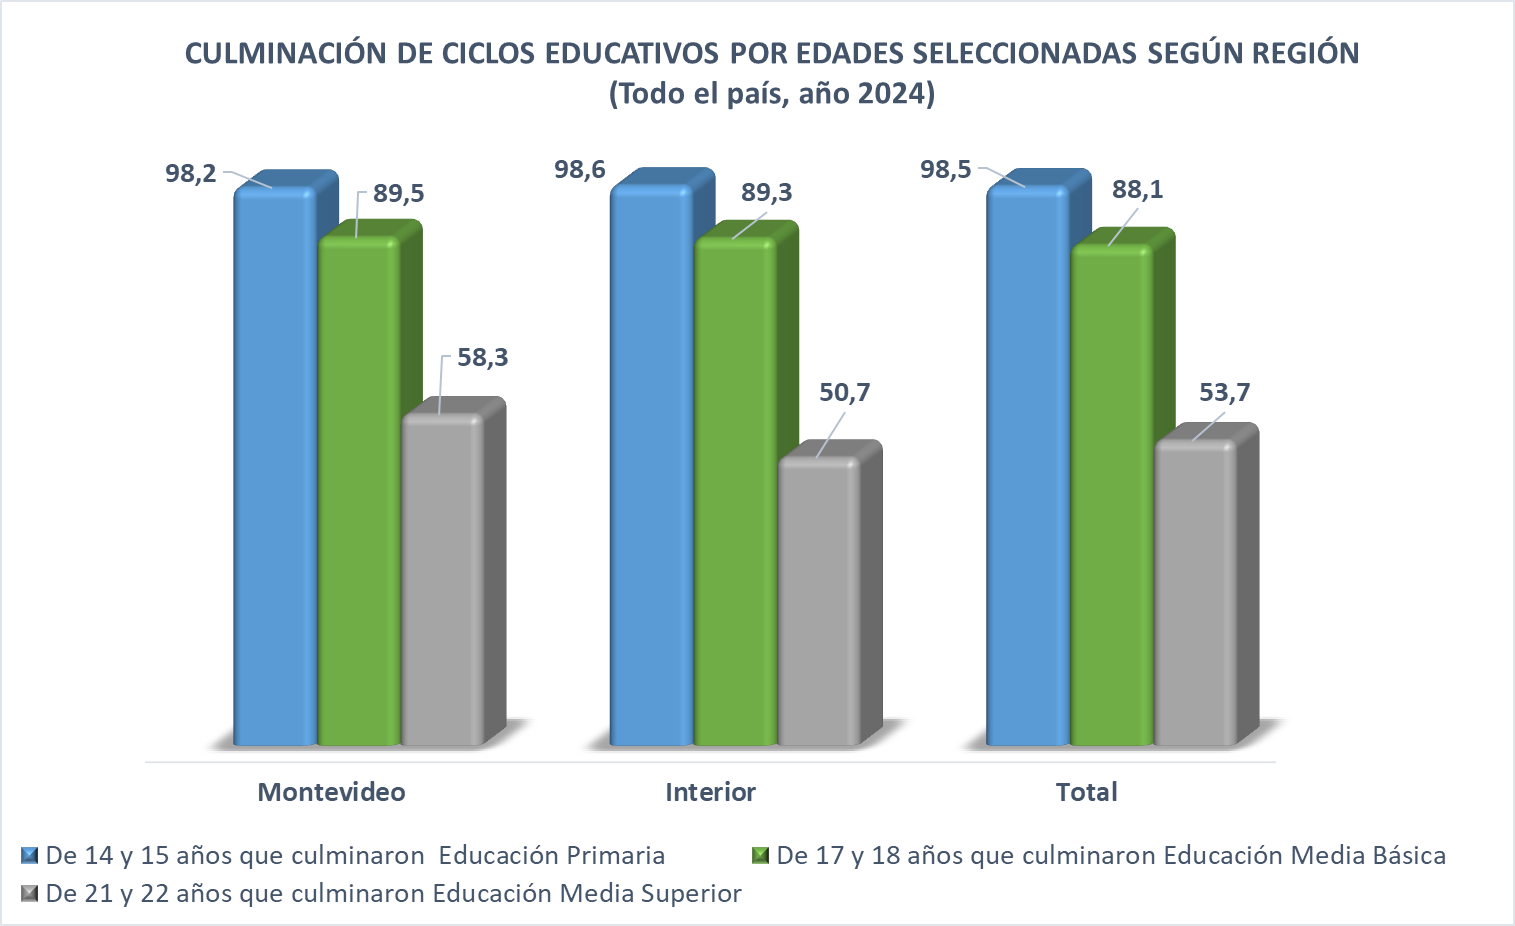 CULMINACIÓN DE CICLOS EDUCATIVOS POR EDADES SELECCIONADAS SEGÚN REGIÓN
(Todo el país, año 2024)
98,2
89,5
58,3
98,6
89,3
50,7
98,5
88,1
53,7
Montevideo
Interior
Total
De 14 y 15 años que culminaron  Educación Primaria
De 17 y 18 años que culminaron Educación Media Básica
De 21 y 22 años que culminaron Educación Media Superior